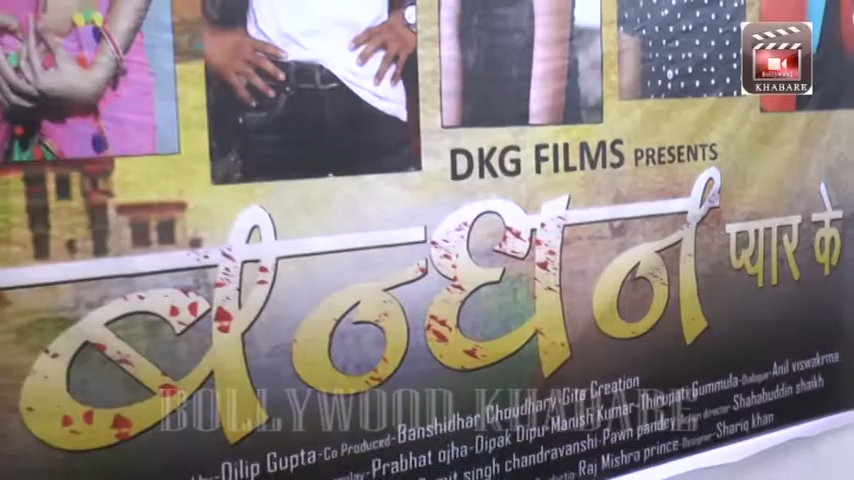 BOLLYWOOD
KHABARE
DKG FILMS PRESENTS
बन्धन प्यार के
BOLLYWOOD KHABARE
Dilip Gupta-Co Produced-Banshidhar Choudhary Gita Creation
Prabhat ojha-Dipak Dipu-Manish Kumar-Thirupati Gummula-Dialogue-Anil viswakrma
singh chandravanshi-Pawn pandey director-Shahabuddin shaikh
Raj Mishra prince-Designer-Shariq khan